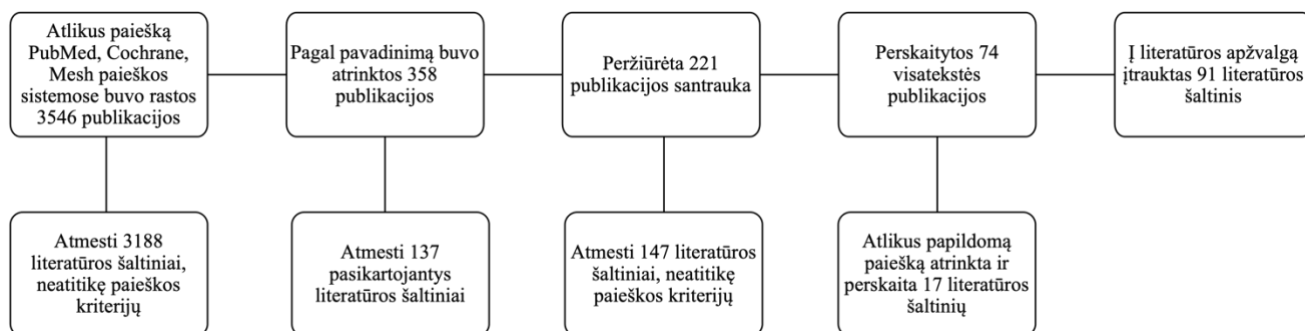 Atlikus paiešką
PubMed, Cochrane,
Mesh paieškos
sistemose buvo rastos
3546 publikacijos
Pagal pavadinimą buvo
atrinktos 358
publikacijos
Peržiūrėta 221
publikacijos santrauka
Perskaitytos 74
visatekstės
publikacijos
Į literatūros apžvalgą
įtrauktas 91 literatūros
šaltinis
Atmesti 3188
literatūros šaltiniai,
neatitikę paieškos
kriterijų
Atmesti 137
pasikartojantys
literatūros šaltiniai
Atmesti 147 literatūros
šaltiniai, neatitikę
paieškos kriterijų
Atlikus papildomą
paiešką atrinkta ir
perskaita 17 literatūros
šaltinių